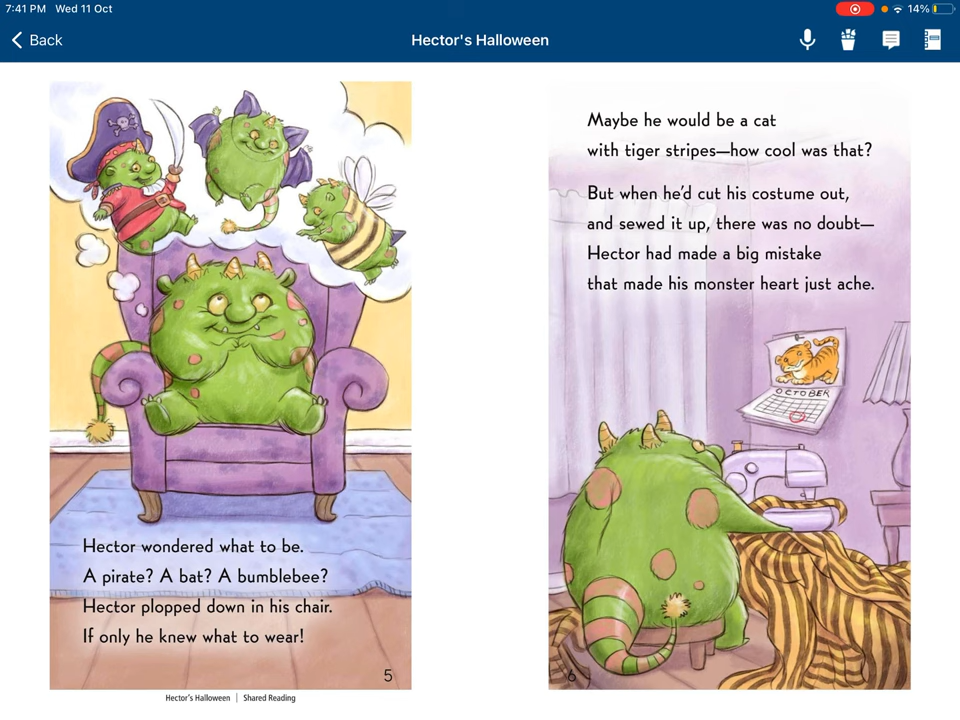 7:41 PM Wed 11 Oct
14%
Back
Hector's Halloween
Hector wondered what to be.
A pirate? A bat? A bumblebee?
Hector plopped down in his chair.
If only he knew what to wear!
5
Hector's Halloween | Shared Reading
Maybe he would be a cat
with tiger stripes—how cool was that?
But when he'd cut his costume out,
and sewed it up, there was no doubt—
Hector had made a big mistake
that made his monster heart just ache.
OCTOBER
6